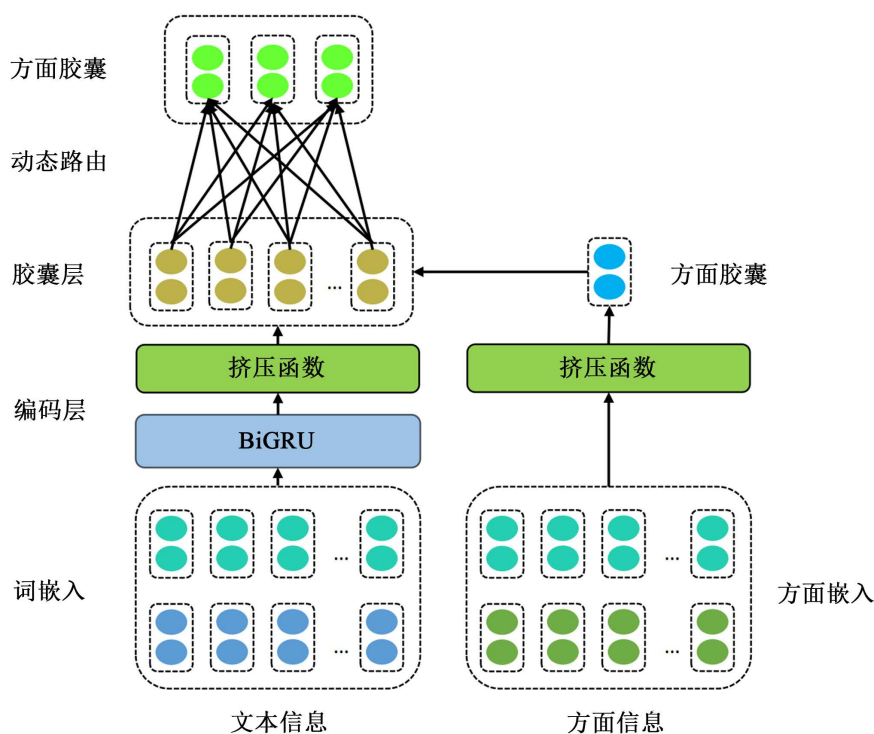 方面胶囊
动态路由
胶囊层
...
方面胶囊
挤压函数
挤压函数
编码层
BiGRU
...
...
词嵌入
方面嵌入
...
...
文本信息
方面信息